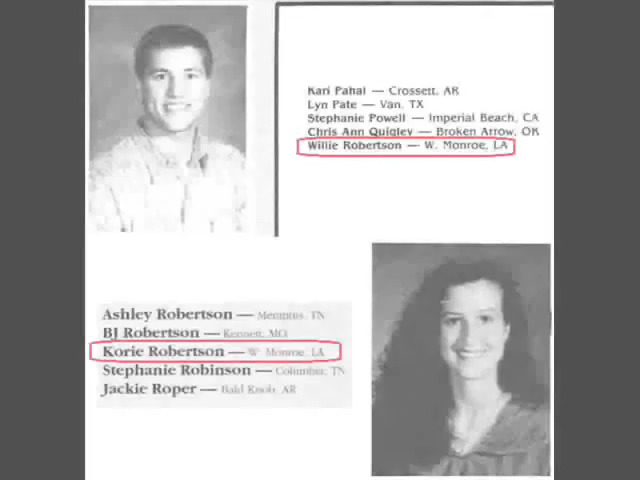 Kari Pahal — Crossett, AR
Lyn Pate — Van, TX
Stephanie Powell — Imperial Beach, CA
Chris Ann Quigley — Broken Arrow, OK
Willie Robertson — W. Monroe, LA
Ashley Robertson — Memphis, TN
BJ Robertson — Kennett, MO
Korie Robertson — W. Monroe, LA
Stephanie Robinson — Columbus, TN
Jackie Roper — Bald Knob, AR